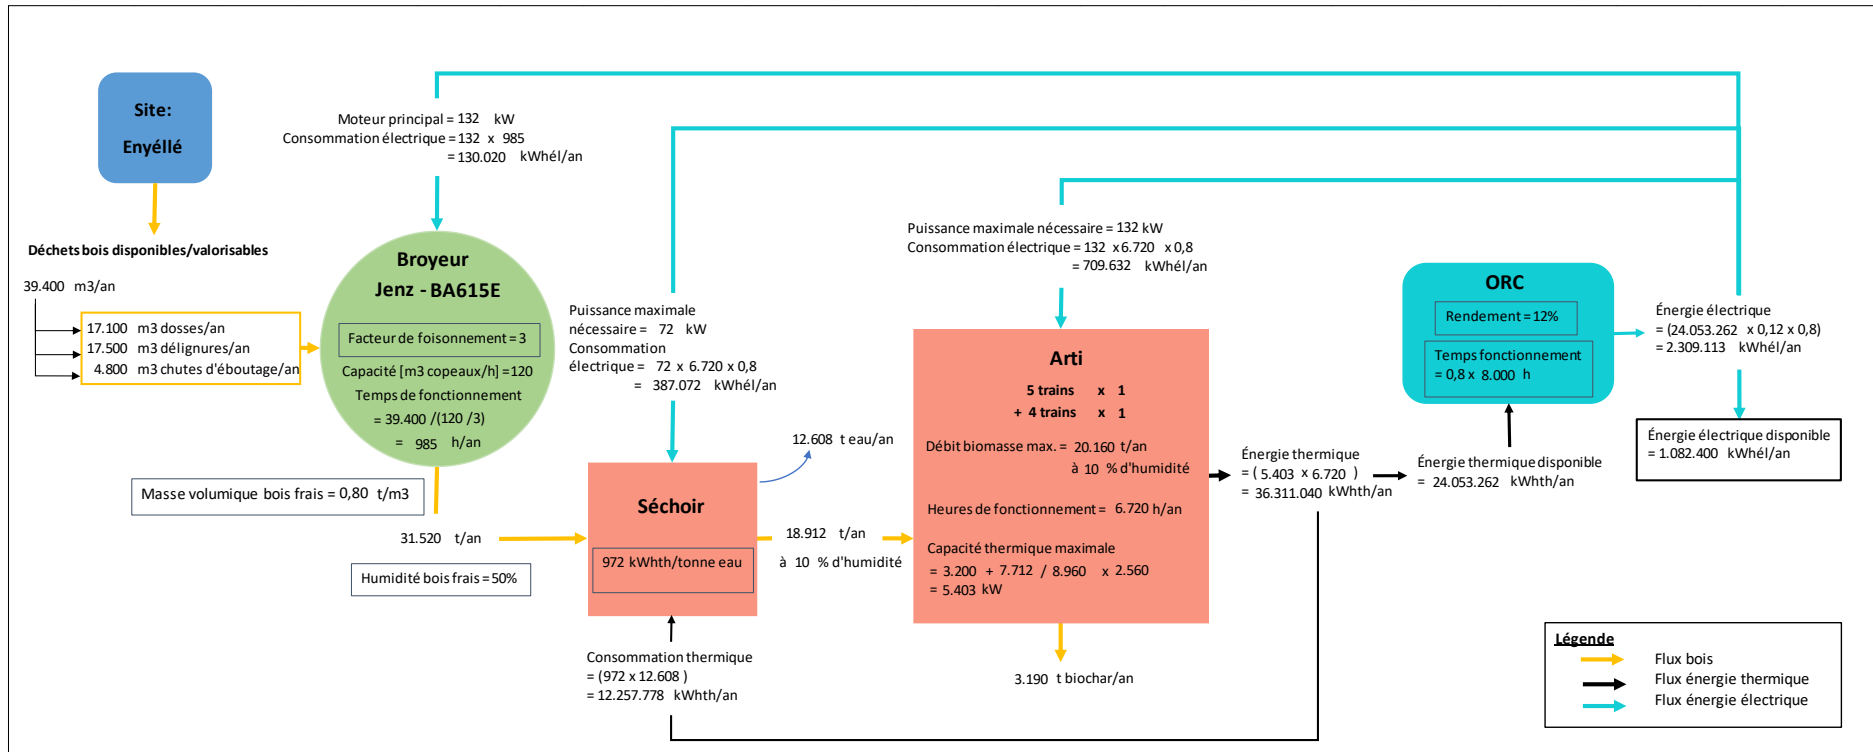 Site:
Enyéllé
Déchets bois disponibles/valorisables
39.400 m3/an
17.100 m3 dosses/an
17.500 m3 délignures/an
4.800 m3 chutes d'éboutage/an
Moteur principal = 132 kW
Consommation électrique = 132 x 985
= 130.020 kWhél/an
Broyeur
Jenz - BA615E
Facteur de foisonnement = 3
Capacité [m3 copeaux/h] = 120
Temps de fonctionnement
= 39.400 /(120 /3)
= 985 h/an
Masse volumique bois frais = 0,80 t/m3
31.520 t/an
Humidité bois frais = 50%
Puissance maximale
nécessaire = 72 kW
Consommation
électrique = 72 x 6.720 x 0,8
= 387.072 kWhél/an
12.608 t eau/an
Séchoir
972 kWhth/tonne eau
Consommation thermique
= (972 x 12.608 )
= 12.257.778 kWhth/an
18.912 t/an
à 10 % d'humidité
Puissance maximale nécessaire = 132 kW
Consommation électrique = 132 x 6.720 x 0,8
= 709.632 kWhél/an
Arti
5 trains x 1
+ 4 trains x 1
Débit biomasse max. = 20.160 t/an
à 10 % d'humidité
Heures de fonctionnement = 6.720 h/an
Capacité thermique maximale
= 3.200 + 7.712 / 8.960 x 2.560
= 5.403 kW
3.190 t biochar/an
Énergie thermique
= ( 5.403 x 6.720 )
= 36.311.040 kWhth/an
Énergie thermique disponible
= 24.053.262 kWhth/an
ORC
Rendement = 12%
Temps fonctionnement
= 0,8 x 8.000 h
Énergie électrique
= (24.053.262 x 0,12 x 0,8)
= 2.309.113 kWhél/an
Énergie électrique disponible
= 1.082.400 kWhél/an
Légende
Flux bois
Flux énergie thermique
Flux énergie électrique